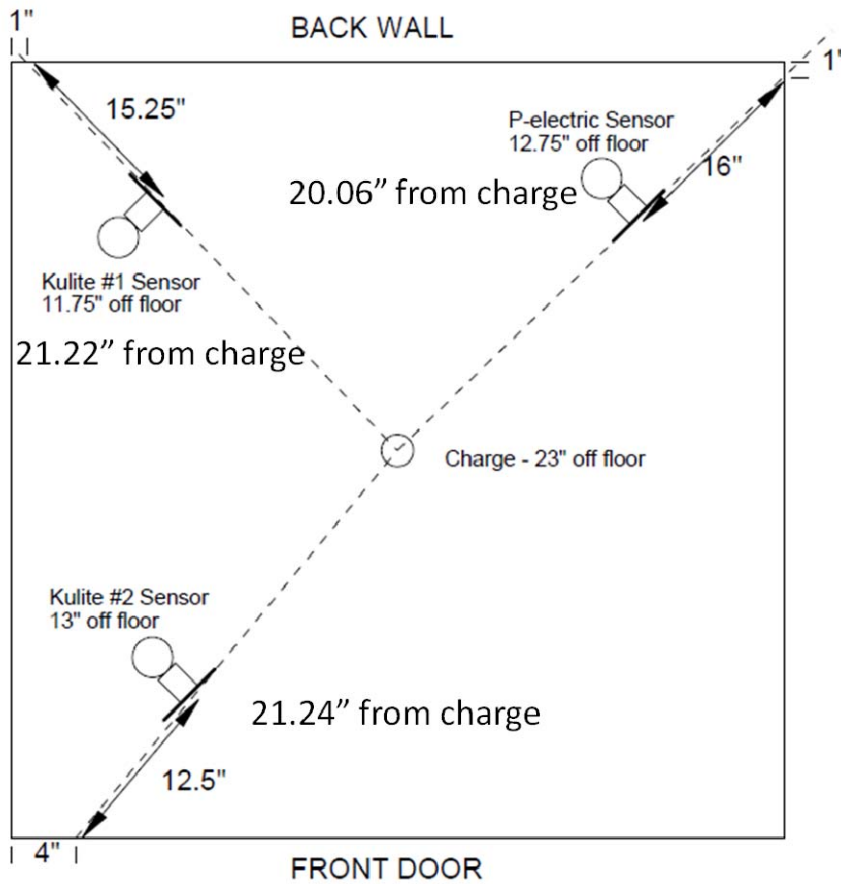 1"
BACK WALL
1"
15.25"
P-electric Sensor
12.75" off floor
16"
20.06” from charge
Kulite #1 Sensor
11.75" off floor
21.22” from charge
Charge - 23" off floor
Kulite #2 Sensor
13" off floor
21.24” from charge
12.5"
4"
FRONT DOOR